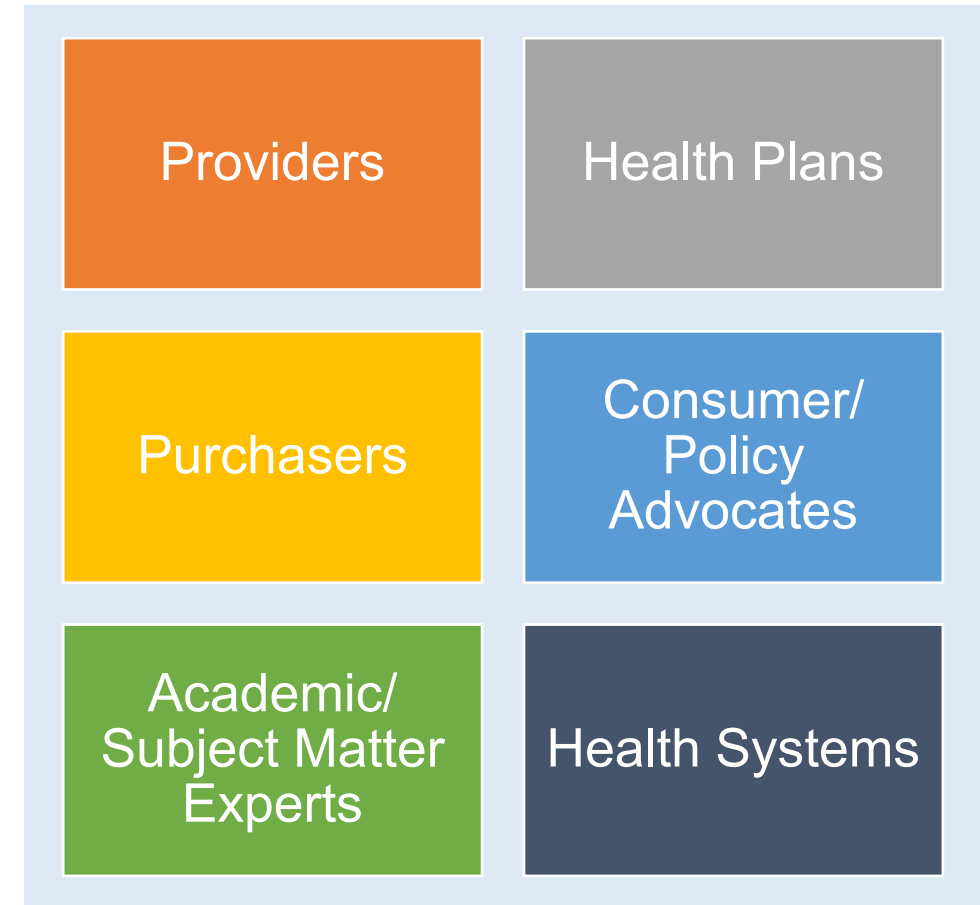 Providers
Health Plans
Purchasers
Consumer/
Policy
Advocates
Academic/
Subject Matter
Experts
Health Systems